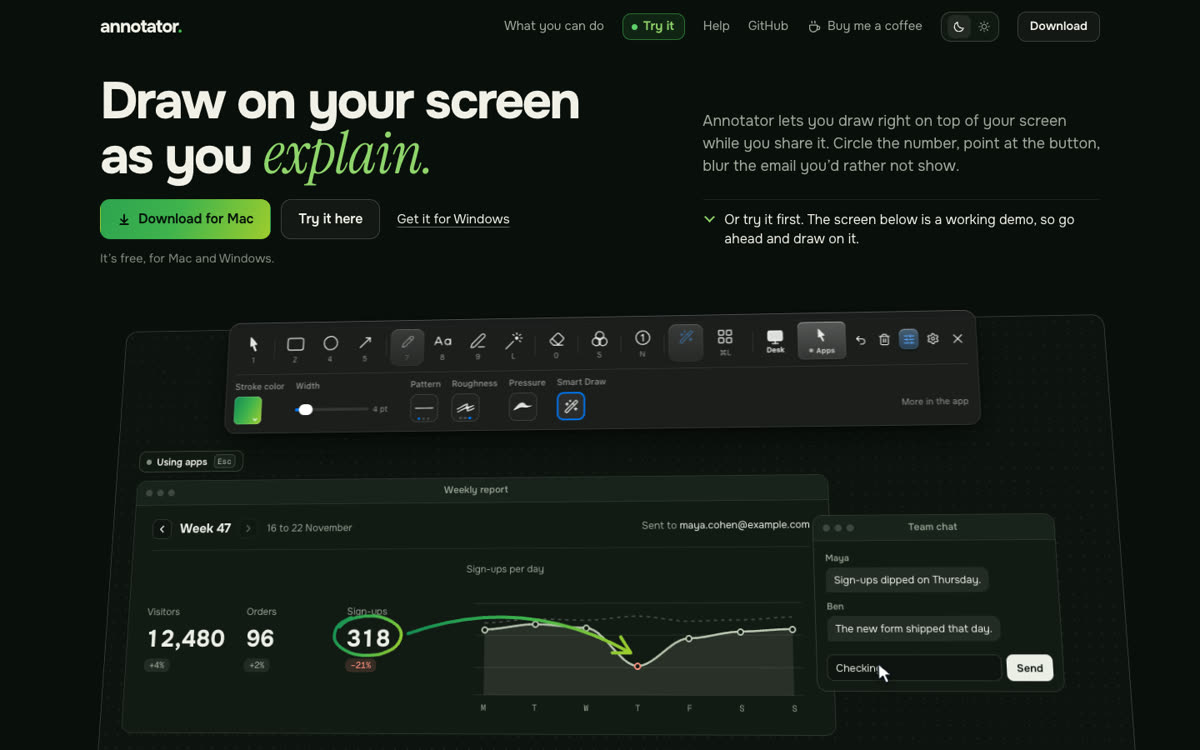 annotator.
What you can do
Try it
Help
GitHub
Buy me a coffee
Download
Draw on your screen
as you explain.
Annotator lets you draw right on top of your screen
while you share it. Circle the number, point at the button,
blur the email you'd rather not show.
Download for Mac
Try it here
Get it for Windows
Or try it first. The screen below is a working demo, so go
ahead and draw on it.
It's free, for Mac and Windows.
1
2
4
5
7
Aa
8
9
L
0
S
1
N
⌘L
Desk
Apps
Stroke color
Width
4 pt
Pattern
Roughness
Pressure
Smart Draw
More in the app
Using apps
Esc
Weekly report
Week 47
16 to 22 November
Sent to maya.cohen@example.com
Sign-ups per day
Visitors
12,480
+4%
Orders
96
+2%
Sign-ups
318
−21%
M T W T F S S
Team chat
Maya
Sign-ups dipped on Thursday.
Ben
The new form shipped that day.
Checking
Send